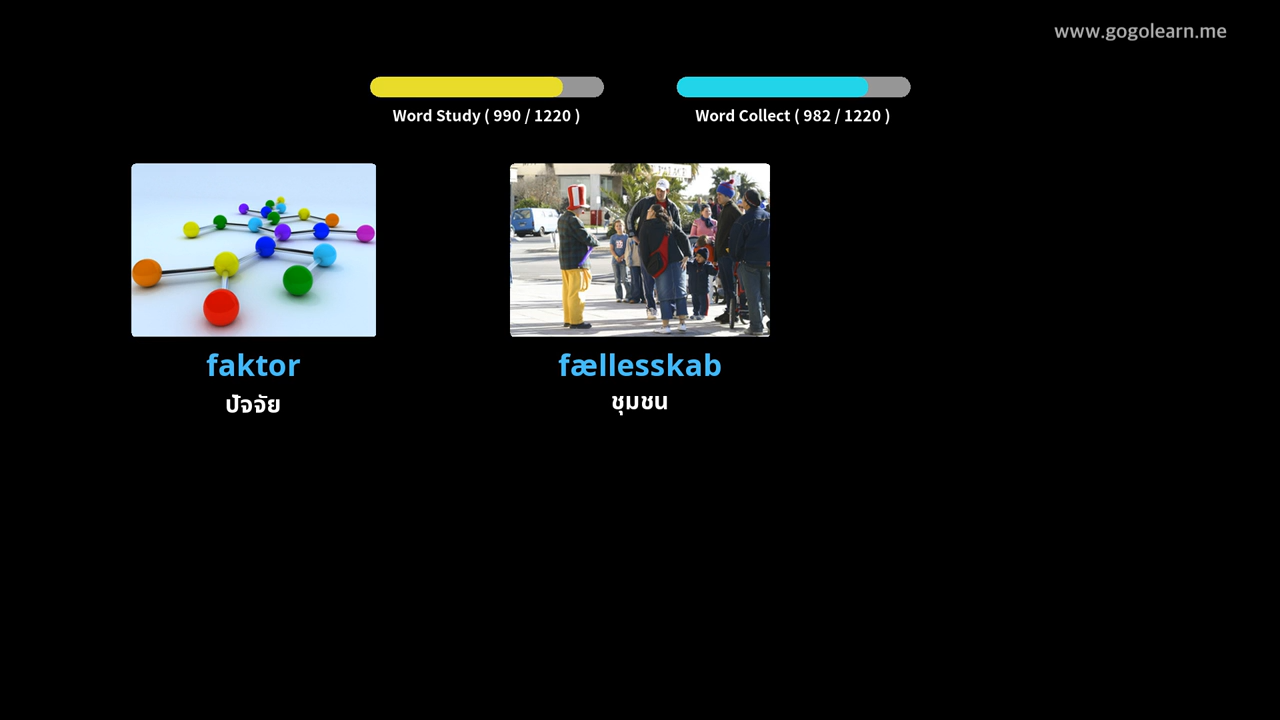 www.gogolearn.me
Word Study ( 990 / 1220 )
Word Collect ( 982 / 1220 )
faktor
ปัจจัย
fællesskab
ชุมชน